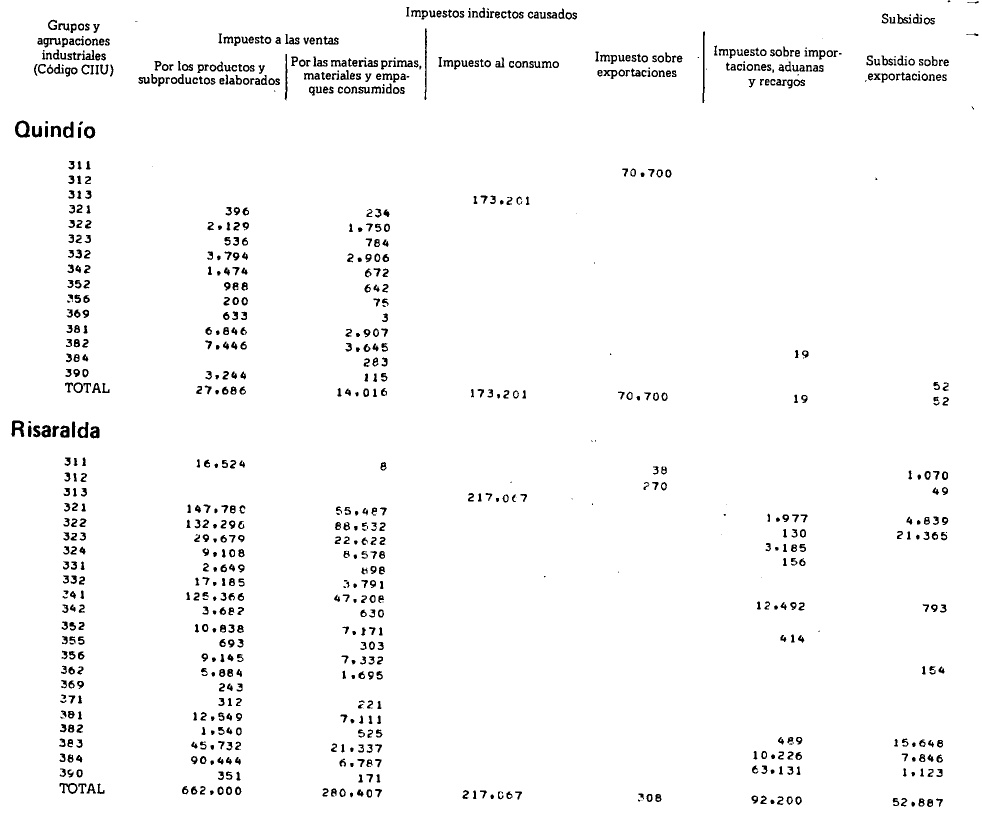 Impuestos indirectos causados
Subsidios
Grupos y
agrupaciones
industriales
(Código CIIU)
Impuesto a las ventas
Por los productos y
subproductos elaborados
Por las materias primas,
materiales y empa-
ques consumidos
Impuesto al consumo
Impuesto sobre
exportaciones
Impuesto sobre impor-
taciones, aduanas
y recargos
Subsidio sobre
exportaciones
Quindío
311 70.700
312
313 173.201
321 396 234
322 2.129 1.750
323 536 784
332 3.794 2.906
342 1.474 672
352 988 642
356 200 75
369 633 3
381 6.846 2.907
382 7.446 3.645 19
384 283
390 3.244 115 52
TOTAL 27.686 14.016 173.201 70.700 19 52
Risaralda
311 16.524 8 38 1.070
312 270 49
313 217.067
321 147.780 55.487 1.977 4.839
322 132.296 88.532 130 21.365
323 29.679 22.622 3.185
324 9.108 8.578 156
331 2.649 898
332 17.185 3.791
341 125.366 47.208 12.492 793
342 3.682 630
352 10.838 7.171 414
355 693 303
356 9.145 7.332 154
362 5.884 1.695
369 243
371 312 221
381 12.549 7.111
382 1.540 525 489 15.648
383 45.732 21.337 10.226 7.846
384 90.444 6.787 63.131 1.123
390 351 171
TOTAL 662.000 280.407 217.067 308 92.200 52.887